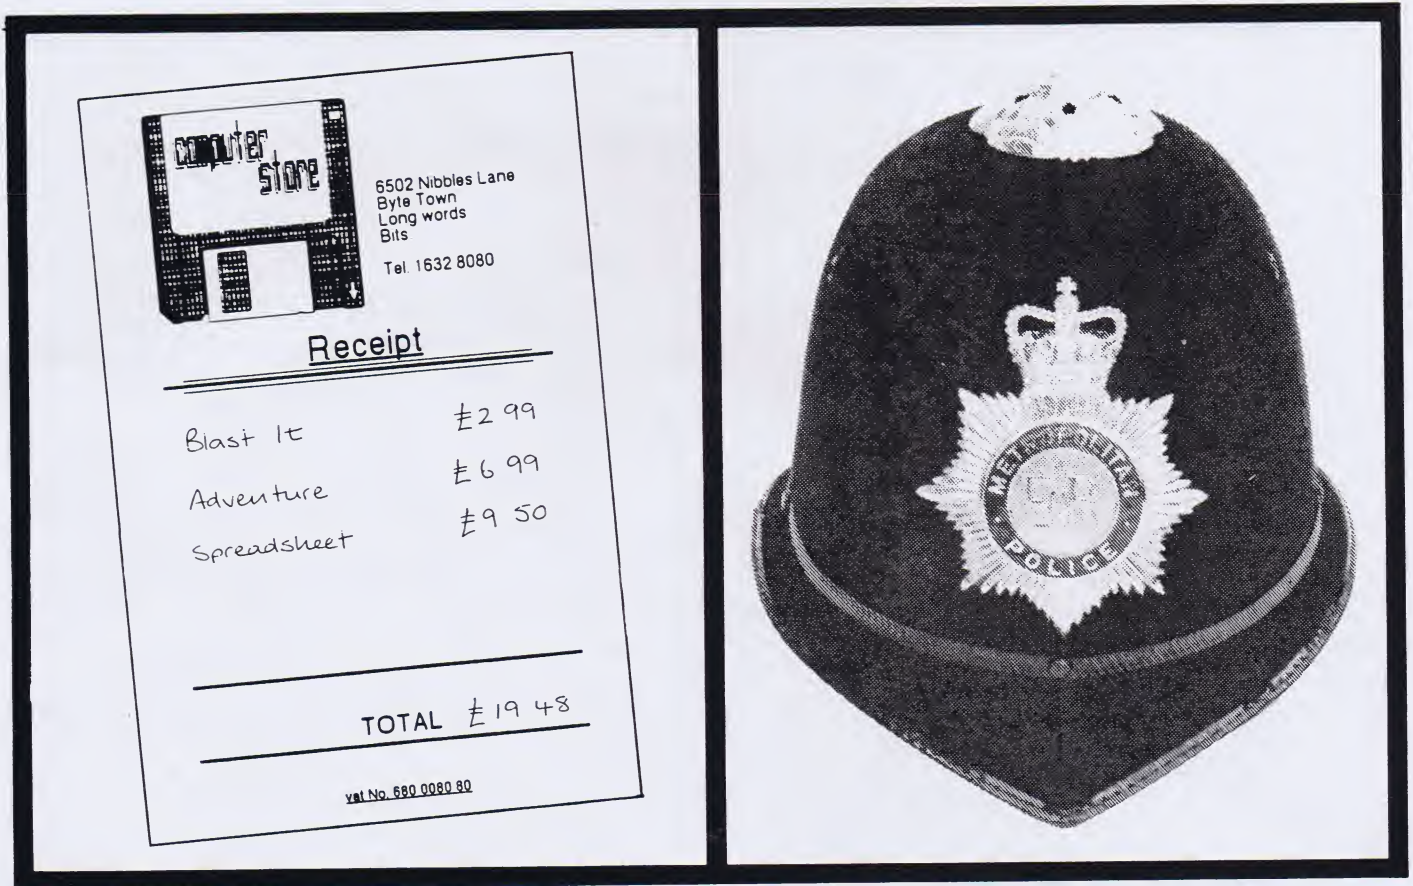 computer
store
6502 Nibbles Lane
Byte Town
Long words
Bits
Tel. 1632 8080
Receipt
Blast It £2 99
Adventure £6 99
Spreadsheet £9 50
TOTAL £19 48
vat No. 680 0080 80
METROPOLITAN
POLICE